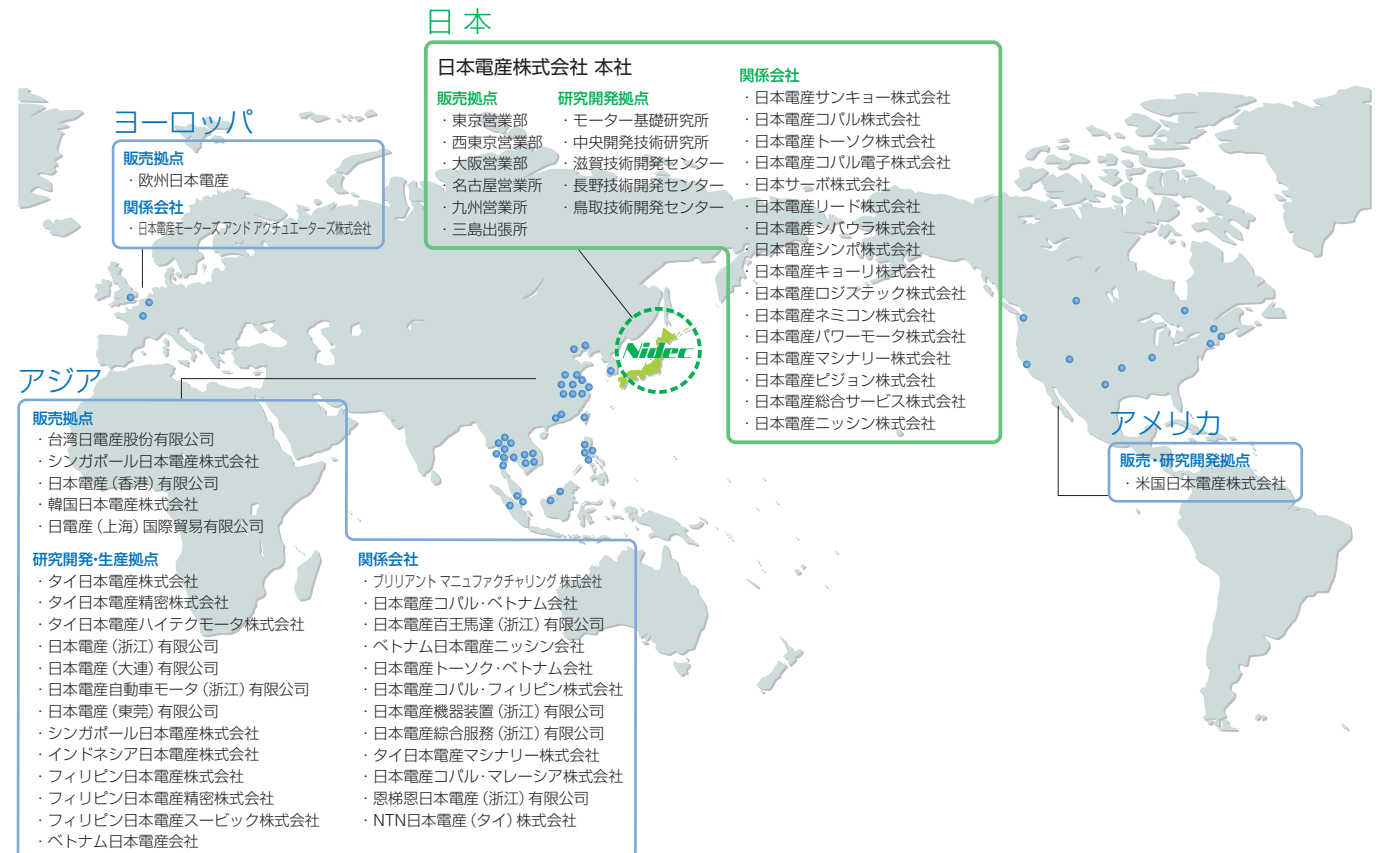 日本
日本電産株式会社 本社
販売拠点
・東京営業部
・西東京営業部
・大阪営業部
・名古屋営業所
・九州営業所
・三島出張所
研究開発拠点
・モーター基礎研究所
・中央開発技術研究所
・滋賀技術開発センター
・長野技術開発センター
・鳥取技術開発センター
関係会社
・日本電産サンキョー株式会社
・日本電産コパル株式会社
・日本電産トーソク株式会社
・日本電産コパル電子株式会社
・日本サーボ株式会社
・日本電産リード株式会社
・日本電産シバウラ株式会社
・日本電産シンポ株式会社
・日本電産キョーリ株式会社
・日本電産ロジステック株式会社
・日本電産ネミコン株式会社
・日本電産パワーモータ株式会社
・日本電産マシナリー株式会社
・日本電産ピジョン株式会社
・日本電産総合サービス株式会社
・日本電産ニッシン株式会社
ヨーロッパ
販売拠点
・欧州日本電産
関係会社
・日本電産モーターズ アンド アクチュエーターズ株式会社
Nidec
アジア
販売拠点
・台湾日電産股份有限公司
・シンガポール日本電産株式会社
・日本電産(香港)有限公司
・韓国日本電産株式会社
・日電産(上海)国際貿易有限公司
研究開発・生産拠点
・タイ日本電産株式会社
・タイ日本電産精密株式会社
・タイ日本電産ハイテクモータ株式会社
・日本電産(浙江)有限公司
・日本電産(大連)有限公司
・日本電産自動車モータ(浙江)有限公司
・日本電産(東莞)有限公司
・シンガポール日本電産株式会社
・インドネシア日本電産株式会社
・フィリピン日本電産株式会社
・フィリピン日本電産精密株式会社
・フィリピン日本電産スービック株式会社
・ベトナム日本電産会社
関係会社
・ブリリアント マニュファクチャリング 株式会社
・日本電産コパル・ベトナム会社
・日本電産百王馬達(浙江)有限公司
・ベトナム日本電産ニッシン会社
・日本電産トーソク・ベトナム会社
・日本電産コパル・フィリピン株式会社
・日本電産機器装置(浙江)有限公司
・日本電産綜合服務(浙江)有限公司
・タイ日本電産マシナリー株式会社
・日本電産コパル・マレーシア株式会社
・恩梯恩日本電産(浙江)有限公司
・NTN日本電産(タイ)株式会社
アメリカ
販売・研究開発拠点
・米国日本電産株式会社